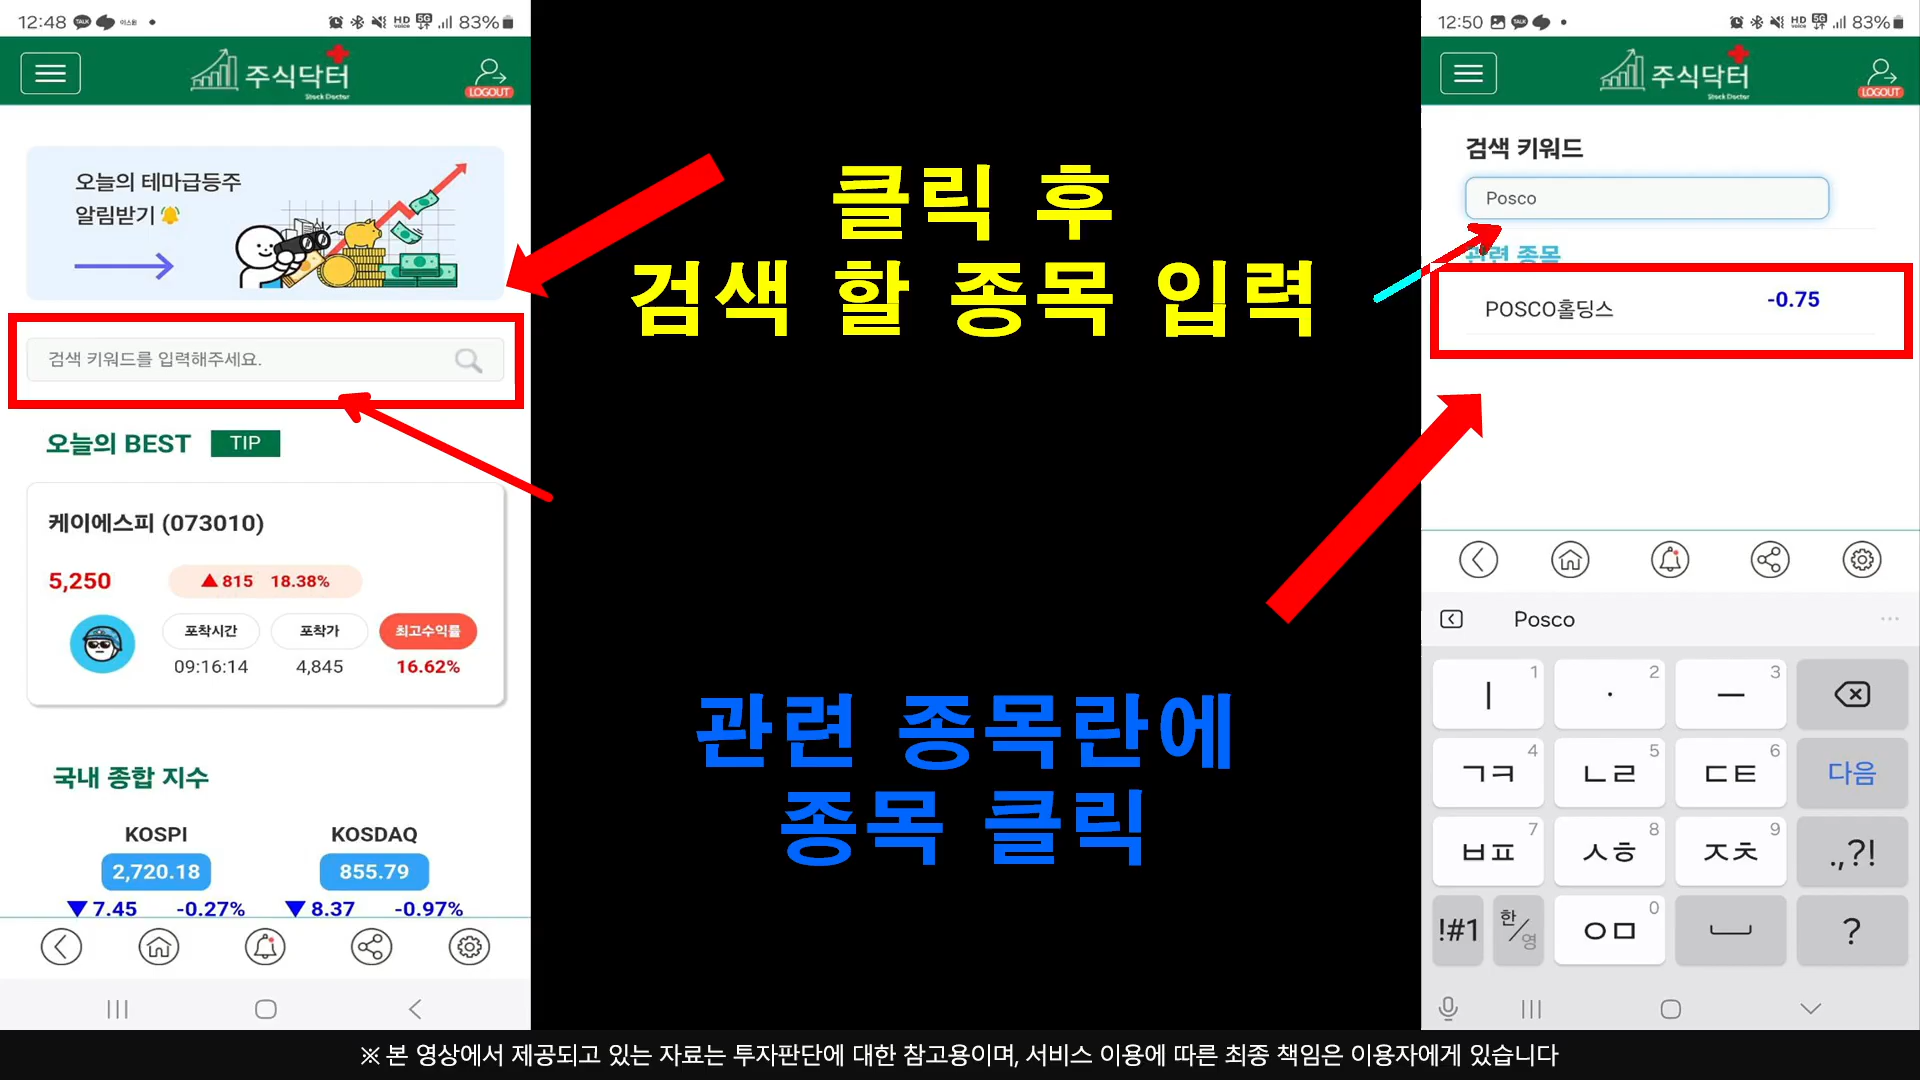 12:48
83%
주식닥터
Stock Doctor
LOGOUT
오늘의 테마급등주
알림받기
검색 키워드를 입력해주세요.
오늘의 BEST TIP
케이에스피 (073010)
5,250 ▲815 18.38%
포착시간 포착가 최고수익률
09:16:14 4,845 16.62%
국내 종합 지수
KOSPI KOSDAQ
2,720.18 855.79
▼7.45 -0.27% ▼8.37 -0.97%
클릭 후
검색 할 종목 입력
관련 종목란에
종목 클릭
12:50
83%
주식닥터
Stock Doctor
LOGOUT
검색 키워드
Posco
관련 종목
POSCO홀딩스 -0.75
Posco ···
ㅣ 1 · 2 ㅡ 3
ㄱㅋ 4 ㄴㄹ 5 ㄷㅌ 6 다음
ㅂㅍ 7 ㅅㅎ 8 ㅈㅊ 9 .,?!
!#1 한/영 ㅇㅁ 0 ?
※ 본 영상에서 제공되고 있는 자료는 투자판단에 대한 참고용이며, 서비스 이용에 따른 최종 책임은 이용자에게 있습니다